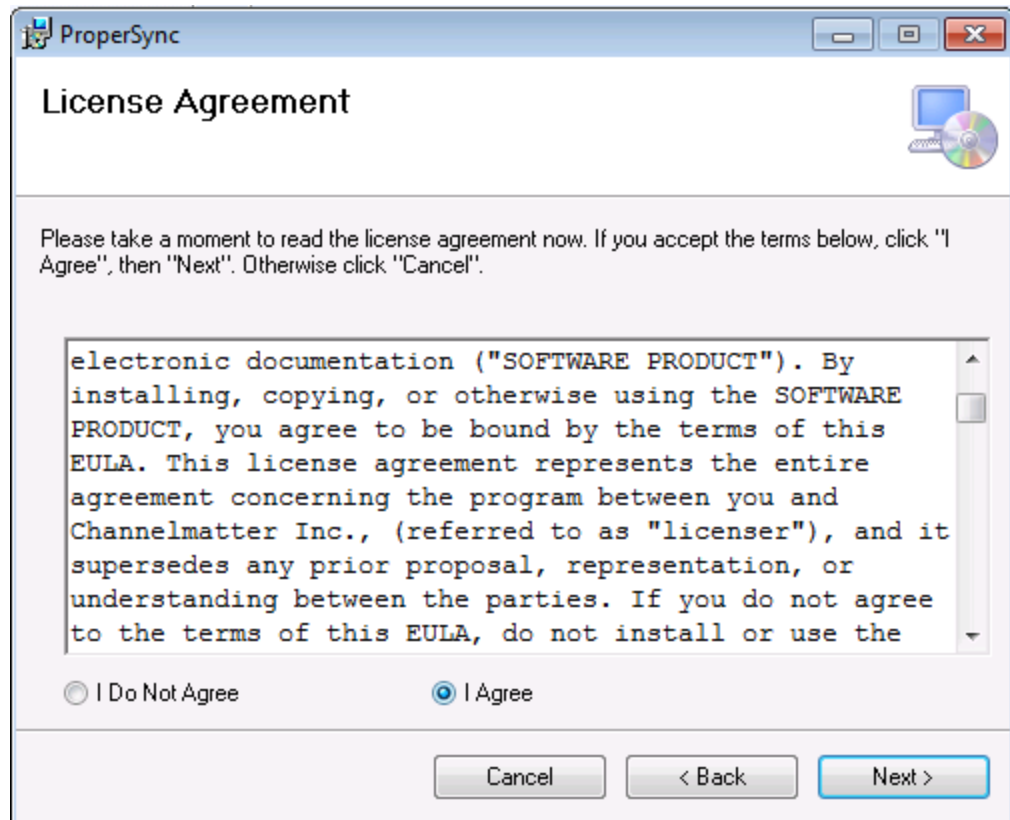 ProperSync
License Agreement
Please take a moment to read the license agreement now. If you accept the terms below, click "I
Agree", then "Next". Otherwise click "Cancel".
electronic documentation ("SOFTWARE PRODUCT"). By
installing, copying, or otherwise using the SOFTWARE
PRODUCT, you agree to be bound by the terms of this
EULA. This license agreement represents the entire
agreement concerning the program between you and
Channelmatter Inc., (referred to as "licenser"), and it
supersedes any prior proposal, representation, or
understanding between the parties. If you do not agree
to the terms of this EULA, do not install or use the
I Do Not Agree
I Agree
Cancel
< Back
Next >